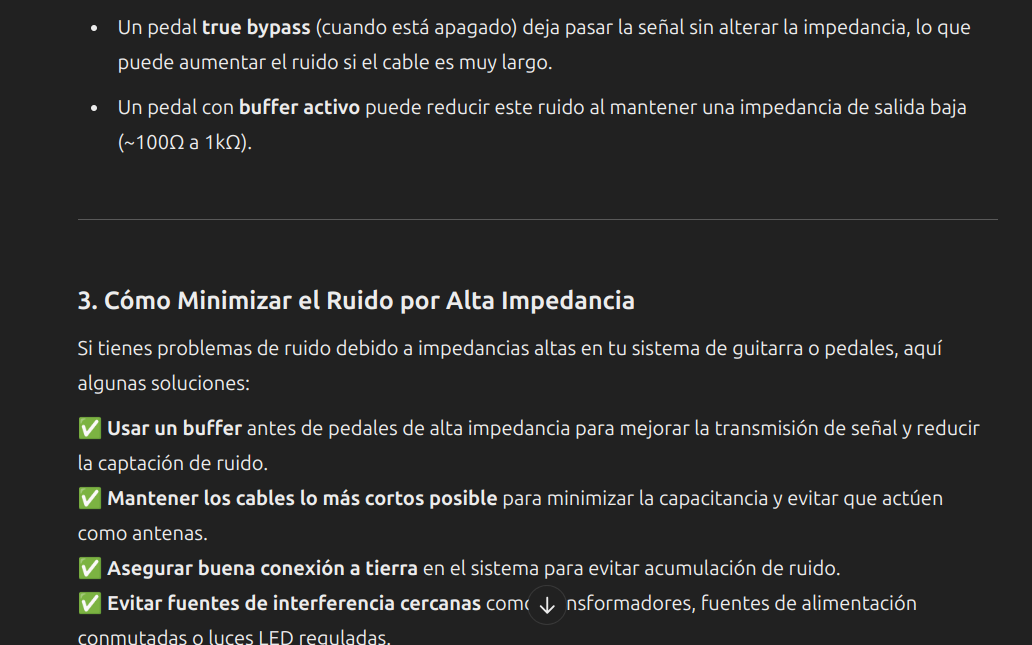 Un pedal true bypass (cuando está apagado) deja pasar la señal sin alterar la impedancia, lo que
puede aumentar el ruido si el cable es muy largo.
Un pedal con buffer activo puede reducir este ruido al mantener una impedancia de salida baja
(~100Ω a 1kΩ).
3. Cómo Minimizar el Ruido por Alta Impedancia
Si tienes problemas de ruido debido a impedancias altas en tu sistema de guitarra o pedales, aquí
algunas soluciones:
✅ Usar un buffer antes de pedales de alta impedancia para mejorar la transmisión de señal y reducir
la captación de ruido.
✅ Mantener los cables lo más cortos posible para minimizar la capacitancia y evitar que actúen
como antenas.
✅ Asegurar buena conexión a tierra en el sistema para evitar acumulación de ruido.
✅ Evitar fuentes de interferencia cercanas nsformadores, fuentes de alimentación
conmutadas o luces LED reguladas.